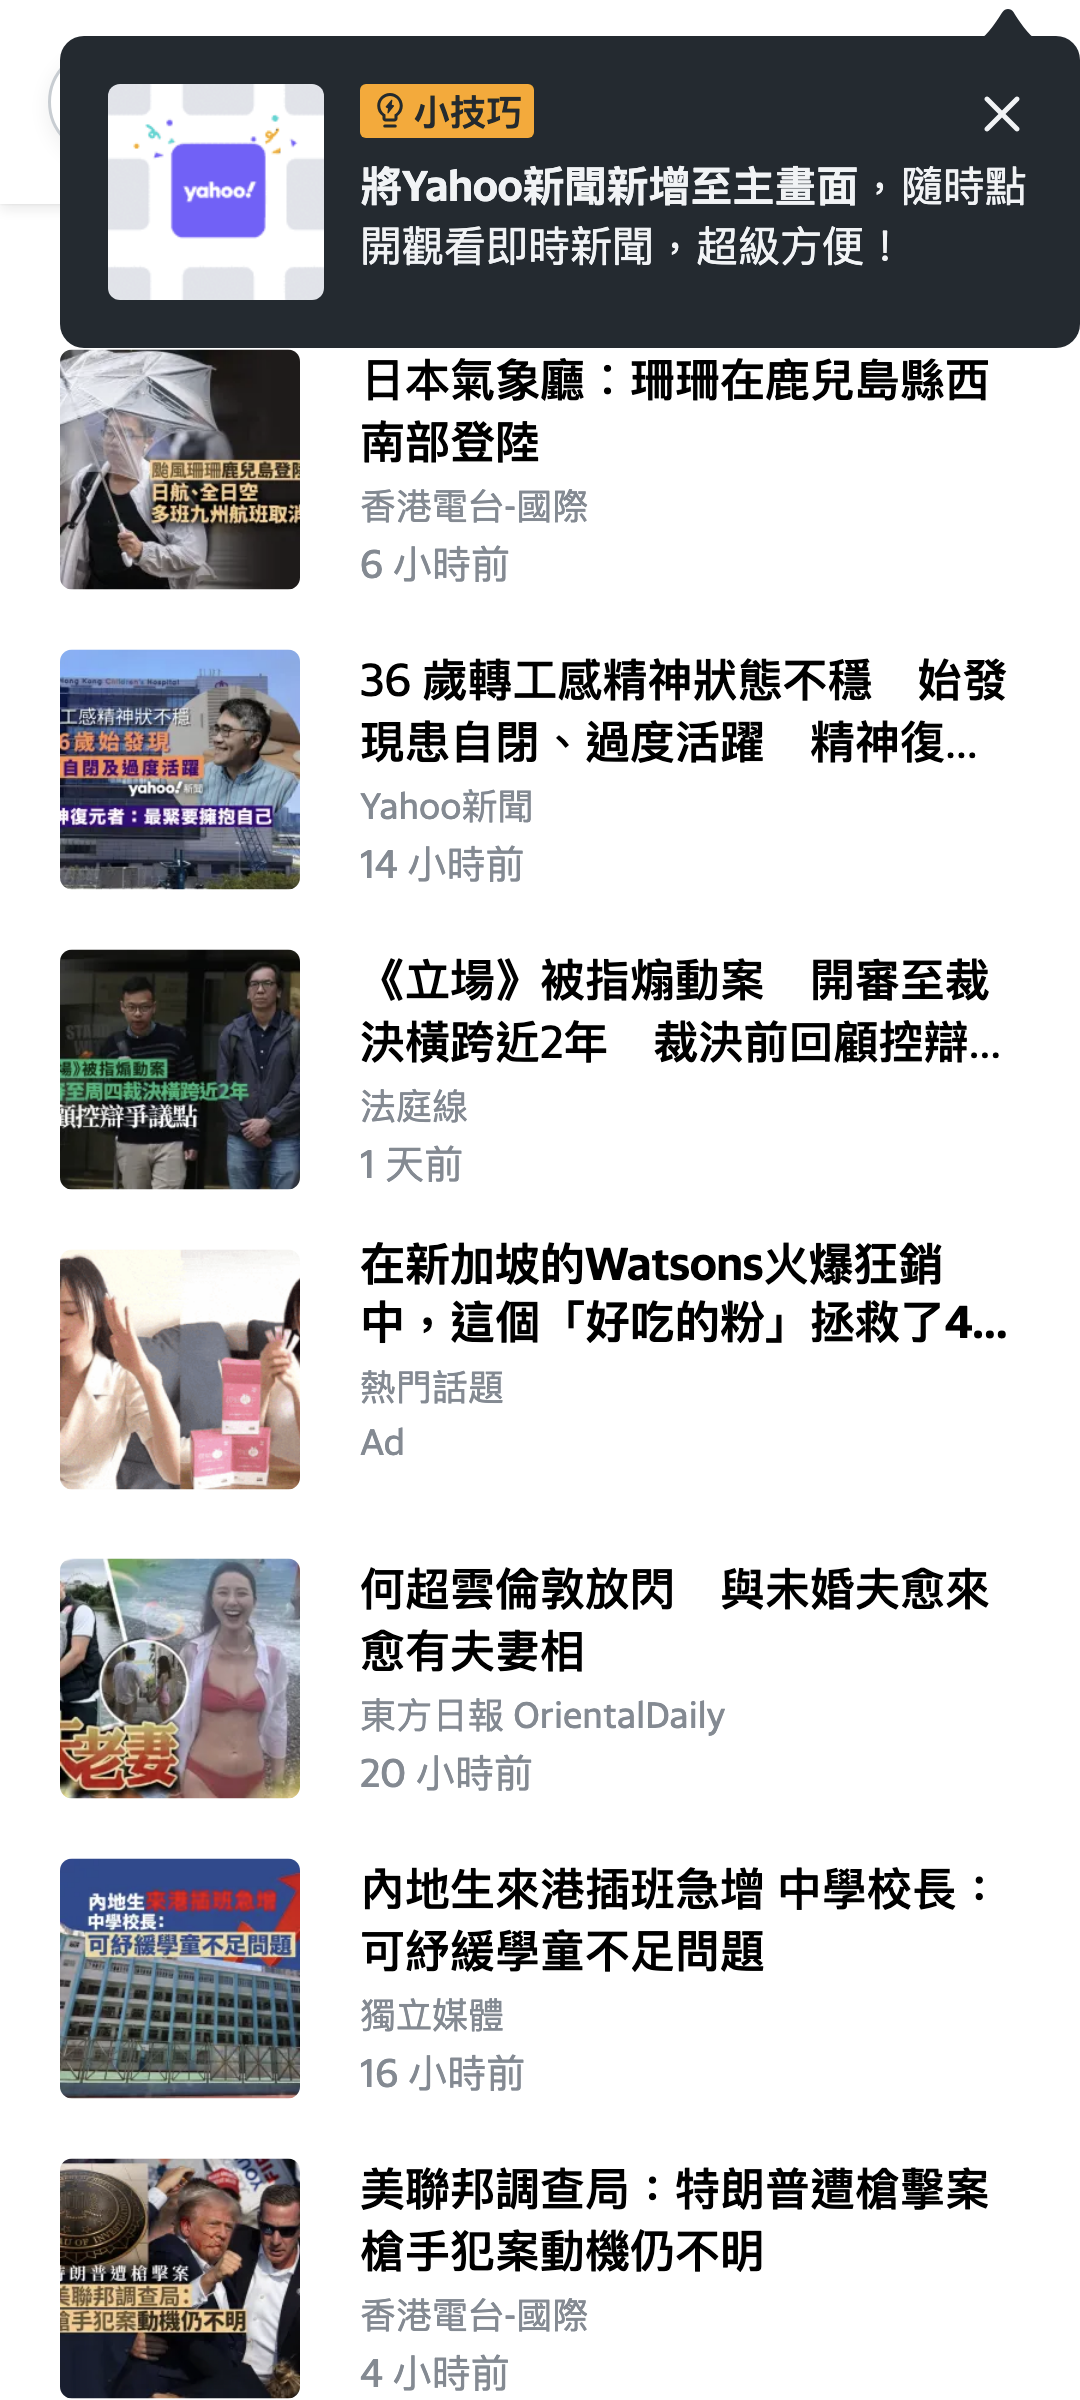 小技巧
yahoo!
將Yahoo新聞新增至主畫面，隨時點
開觀看即時新聞，超級方便！
日本氣象廳：珊珊在鹿兒島縣西
南部登陸
香港電台-國際
6 小時前
颱風珊珊鹿兒島登陸
日航、全日空
多班九州航班取消
36 歲轉工感精神狀態不穩　始發
現患自閉、過度活躍　精神復...
Yahoo新聞
14 小時前
Hong Kong Children's Hospital
工感精神狀不穩
6歲始發現
自閉及過度活躍
yahoo!新聞
神復元者：最緊要擁抱自己
《立場》被指煽動案　開審至裁
決橫跨近2年　裁決前回顧控辯...
法庭線
1 天前
場》被指煽動案
至周四裁決橫跨近2年
顧控辯爭議點
在新加坡的Watsons火爆狂銷
中，這個「好吃的粉」拯救了4...
熱門話題
Ad
何超雲倫敦放閃　與未婚夫愈來
愈有夫妻相
東方日報 OrientalDaily
20 小時前
老妻
內地生來港插班急增 中學校長：
可紓緩學童不足問題
獨立媒體
16 小時前
內地生來港插班急增
中學校長：
可紓緩學童不足問題
美聯邦調查局：特朗普遭槍擊案
槍手犯案動機仍不明
香港電台-國際
4 小時前
特朗普遭槍擊案
美聯邦調查局：
槍手犯案動機仍不明